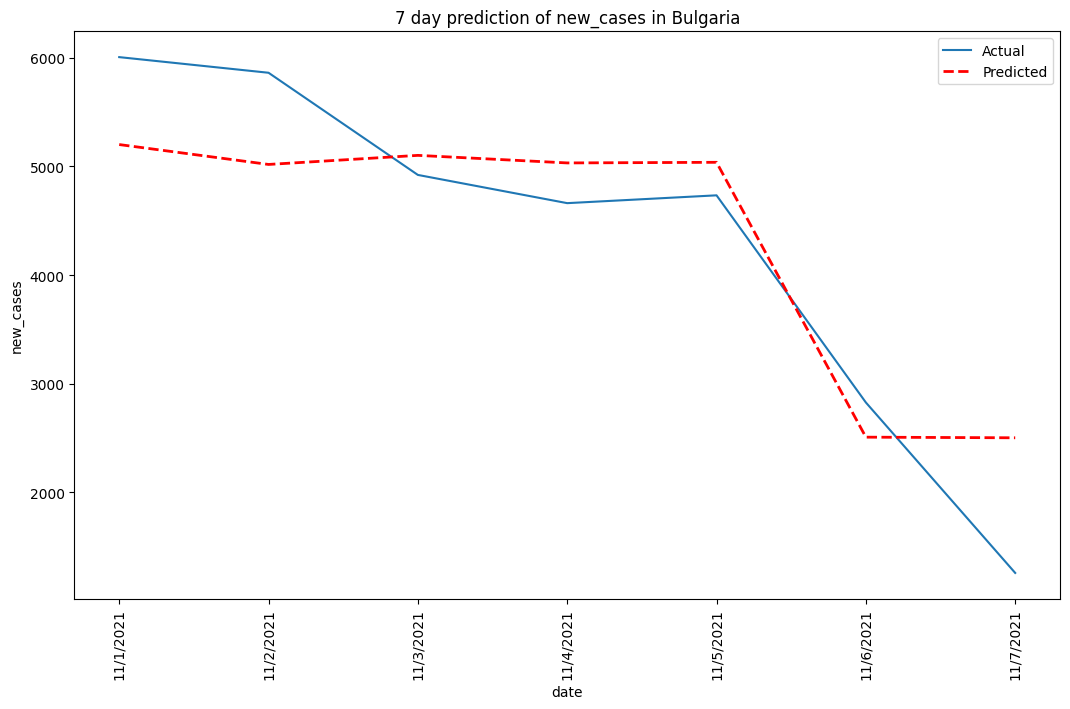 7 day prediction of new_cases in Bulgaria
Actual
Predicted
6000
5000
4000
3000
2000
new_cases
11/1/2021
11/2/2021
11/3/2021
11/4/2021
11/5/2021
11/6/2021
11/7/2021
date